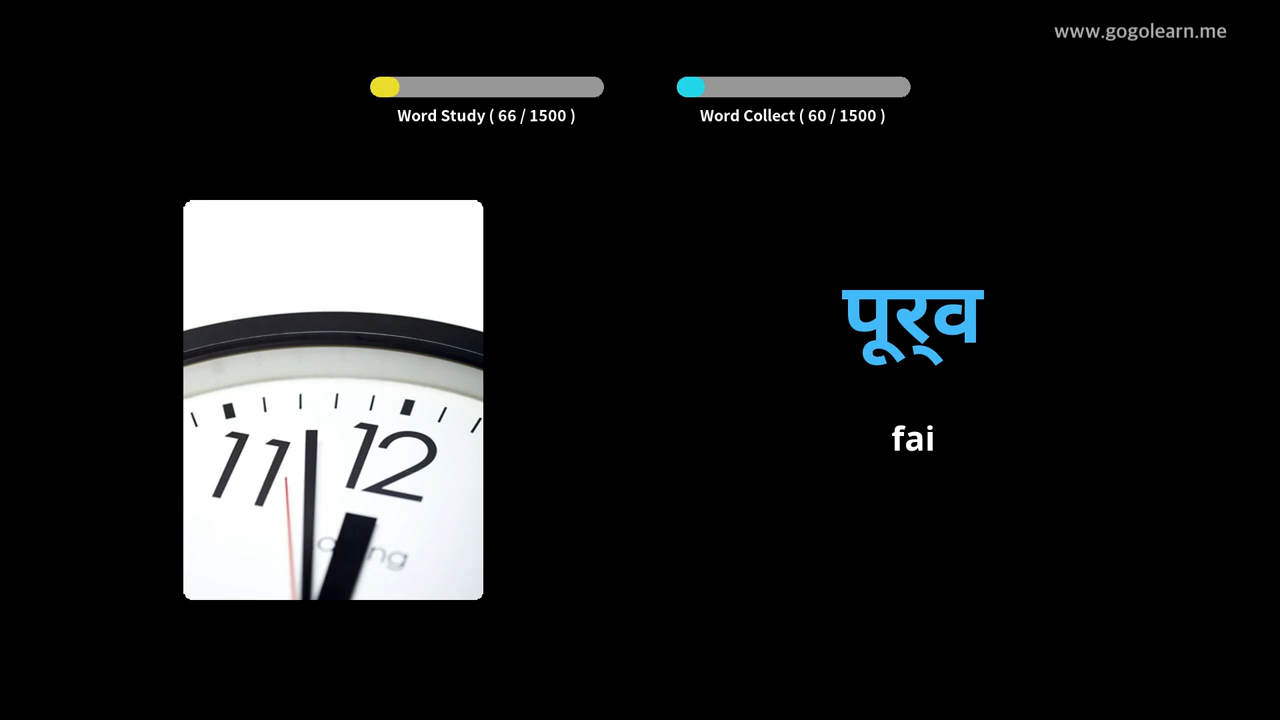 www.gogolearn.me
Word Study ( 66 / 1500 )
Word Collect ( 60 / 1500 )
पूर्‌व
11 12
fai